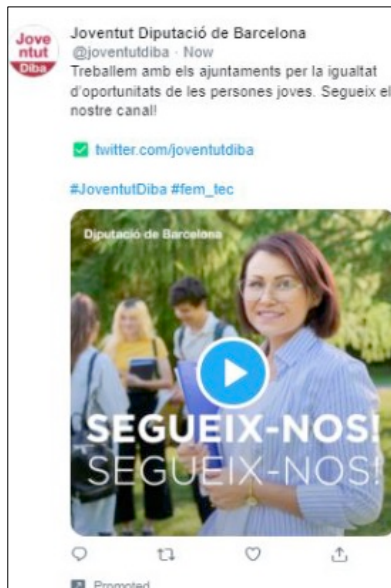 Jove
ntut
Diba
Joventut Diputació de Barcelona
@joventutdiba · Now
Treballem amb els ajuntaments per la igualtat
d'oportunitats de les persones joves. Segueix el
nostre canal!
twitter.com/joventutdiba
#JoventutDiba #fem_tec
Diputació de Barcelona
SEGUEIX-NOS!
SEGUEIX-NOS!
Promoted